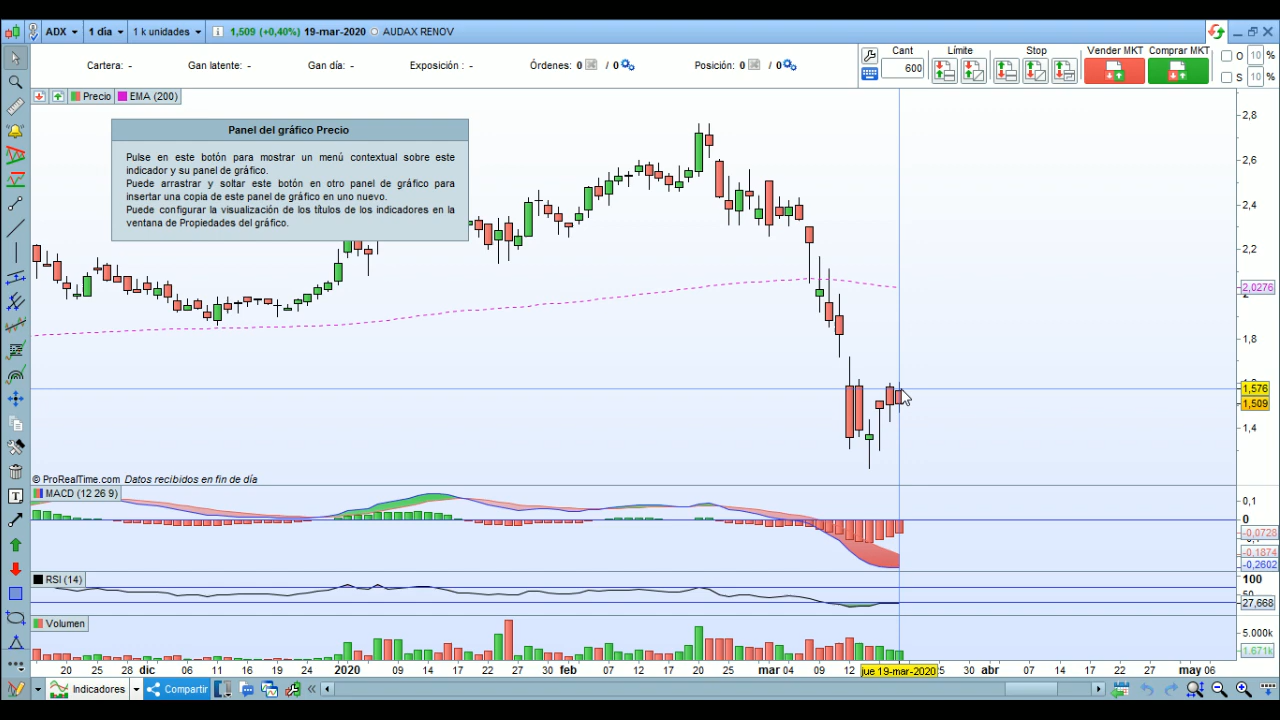 ADX 1 día 1 k unidades 1,509 (+0,40%) 19-mar-2020 AUDAX RENOV
Cartera: - Gan latente: - Gan día: - Exposición : - Órdenes: 0 / 0 Posición: 0 / 0
Cant Límite Stop Vender MKT Comprar MKT O 10
600 S 10
Precio EMA (200)
Panel del gráfico Precio
Pulse en este botón para mostrar un menú contextual sobre este
indicador y su panel de gráfico.
Puede arrastrar y soltar este botón en otro panel de gráfico para
insertar una copia de este panel de gráfico en uno nuevo.
Puede configurar la visualización de los títulos de los indicadores en la
ventana de Propiedades del gráfico.
2,8
2,6
2,4
2,2
2,0276
1,8
1,576
1,509
1,4
© ProRealTime.com Datos recibidos en fin de día
MACD (12 26 9)
0,1
0
-0,0728
-0,1874
-0,2602
RSI (14)
100
27,668
Volumen
5.000k
1.671k
20 25 28 dic 06 11 16 19 24 2020 09 14 17 22 27 feb 07 12 17 20 25 mar 04 09 12 jue 19-mar-2020 5 30 abr 07 14 17 22 27 may 06
Indicadores Compartir